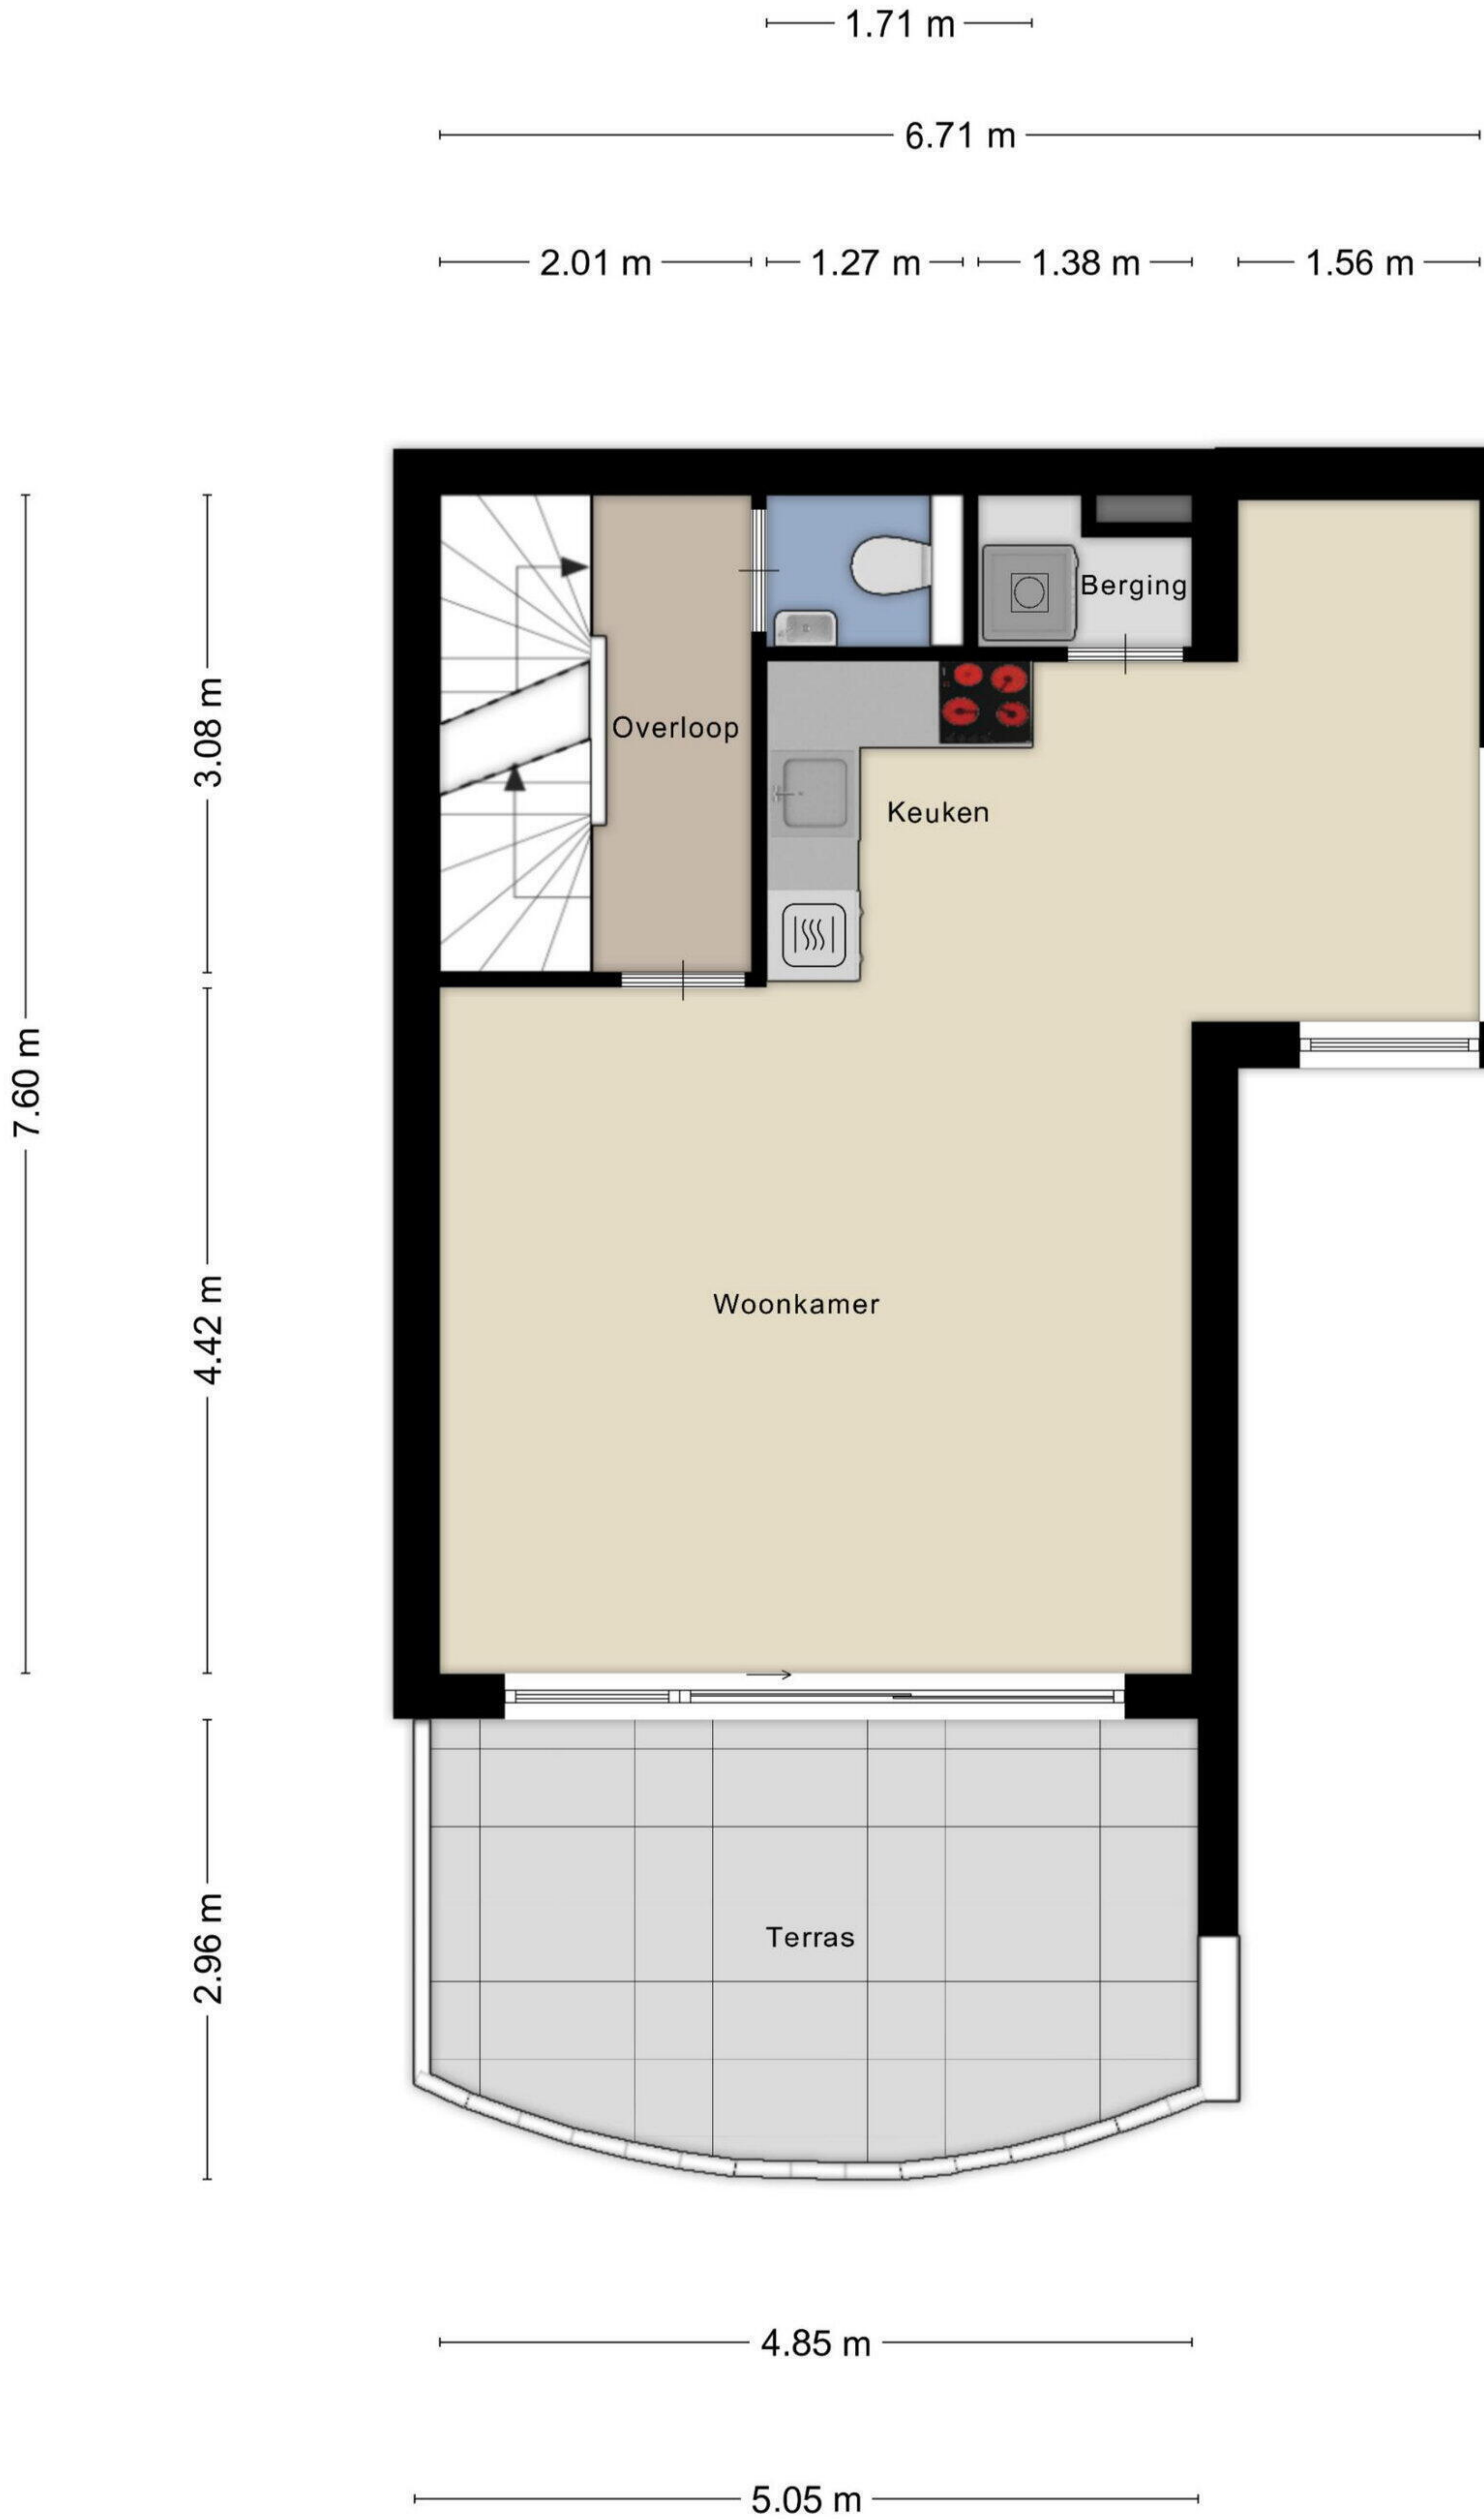 1.71 m
6.71 m
2.01 m
1.27 m
1.38 m
1.56 m
Berging
Overloop
3.08 m
Keuken
7.60 m
4.42 m
Woonkamer
Terras
2.96 m
4.85 m
5.05 m